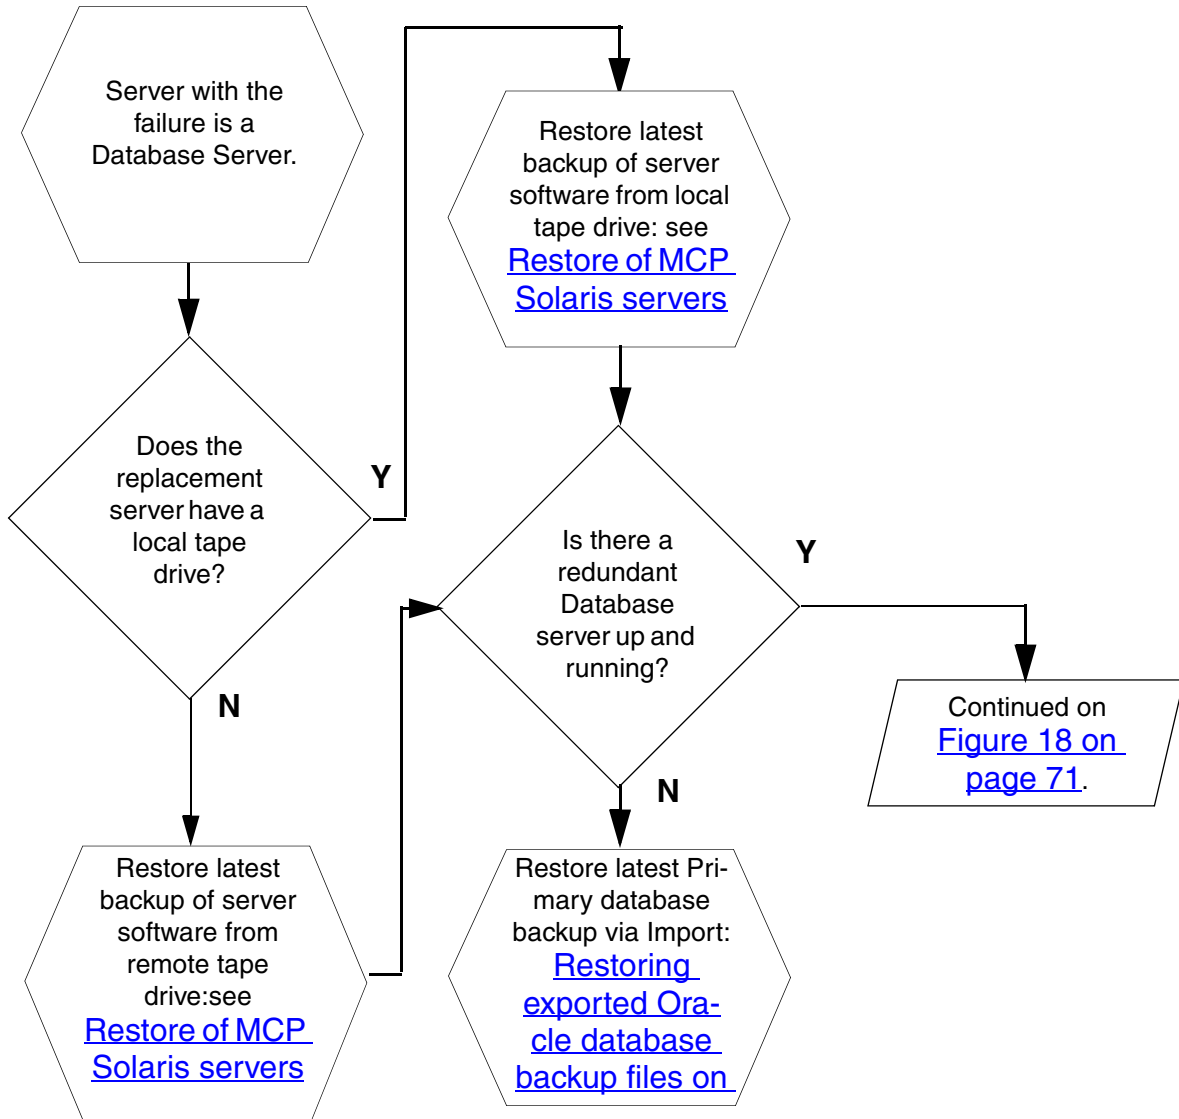 Server with the
failure is a
Database Server.
Does the
replacement
server have a
local tape
drive?
Y
N
Restore latest
backup of server
software from local
tape drive: see
Restore of MCP
Solaris servers
Restore latest
backup of server
software from
remote tape
drive:see
Restore of MCP
Solaris servers
Is there a
redundant
Database
server up and
running?
Y
N
Continued on
Figure 18 on
page 71.
Restore latest Pri-
mary database
backup via Import:
Restoring
exported Ora-
cle database
backup files on